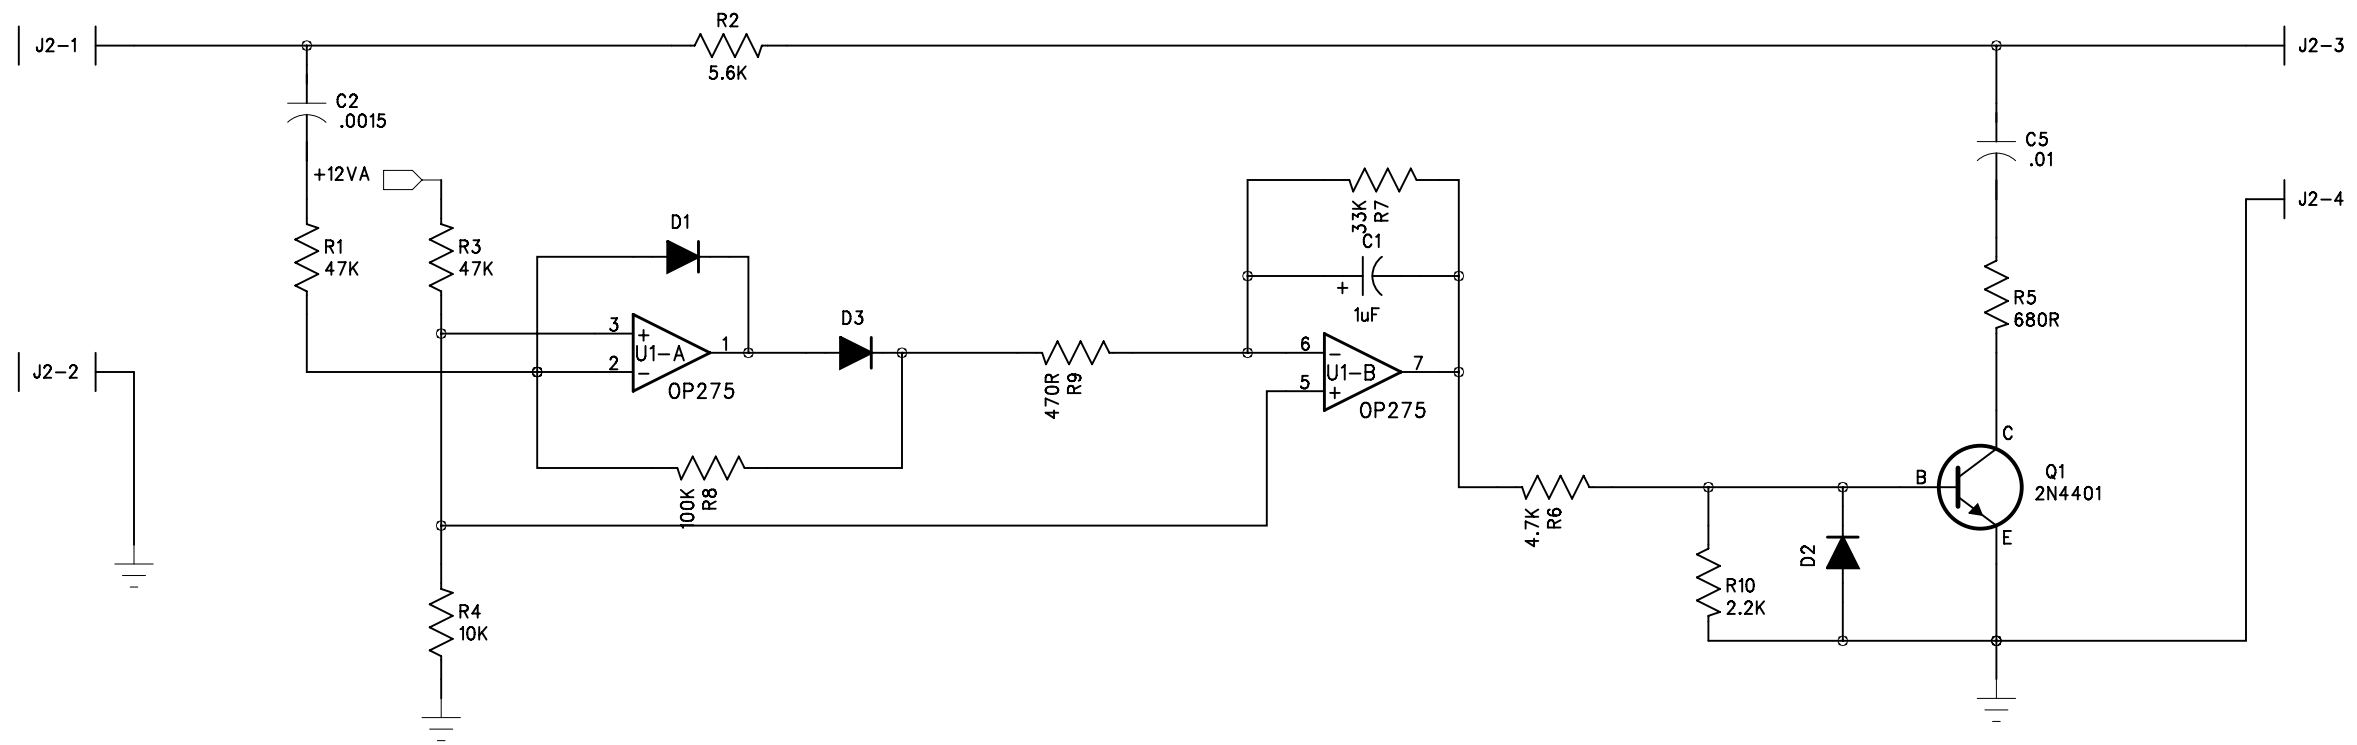 R2
J2-1
5.6K
J2-3
C2
.0015
C5
.01
+12VA
J2-4
33K
R7
C1
+
1uF
D1
R1
47K
R3
47K
R5
680R
D3
3
+
U1-A
1
2
-
OP275
6
-
U1-B
7
5
+
OP275
J2-2
470R
R9
C
B
Q1
2N4401
E
100K
R8
4.7K
R6
D2
R10
2.2K
R4
10K